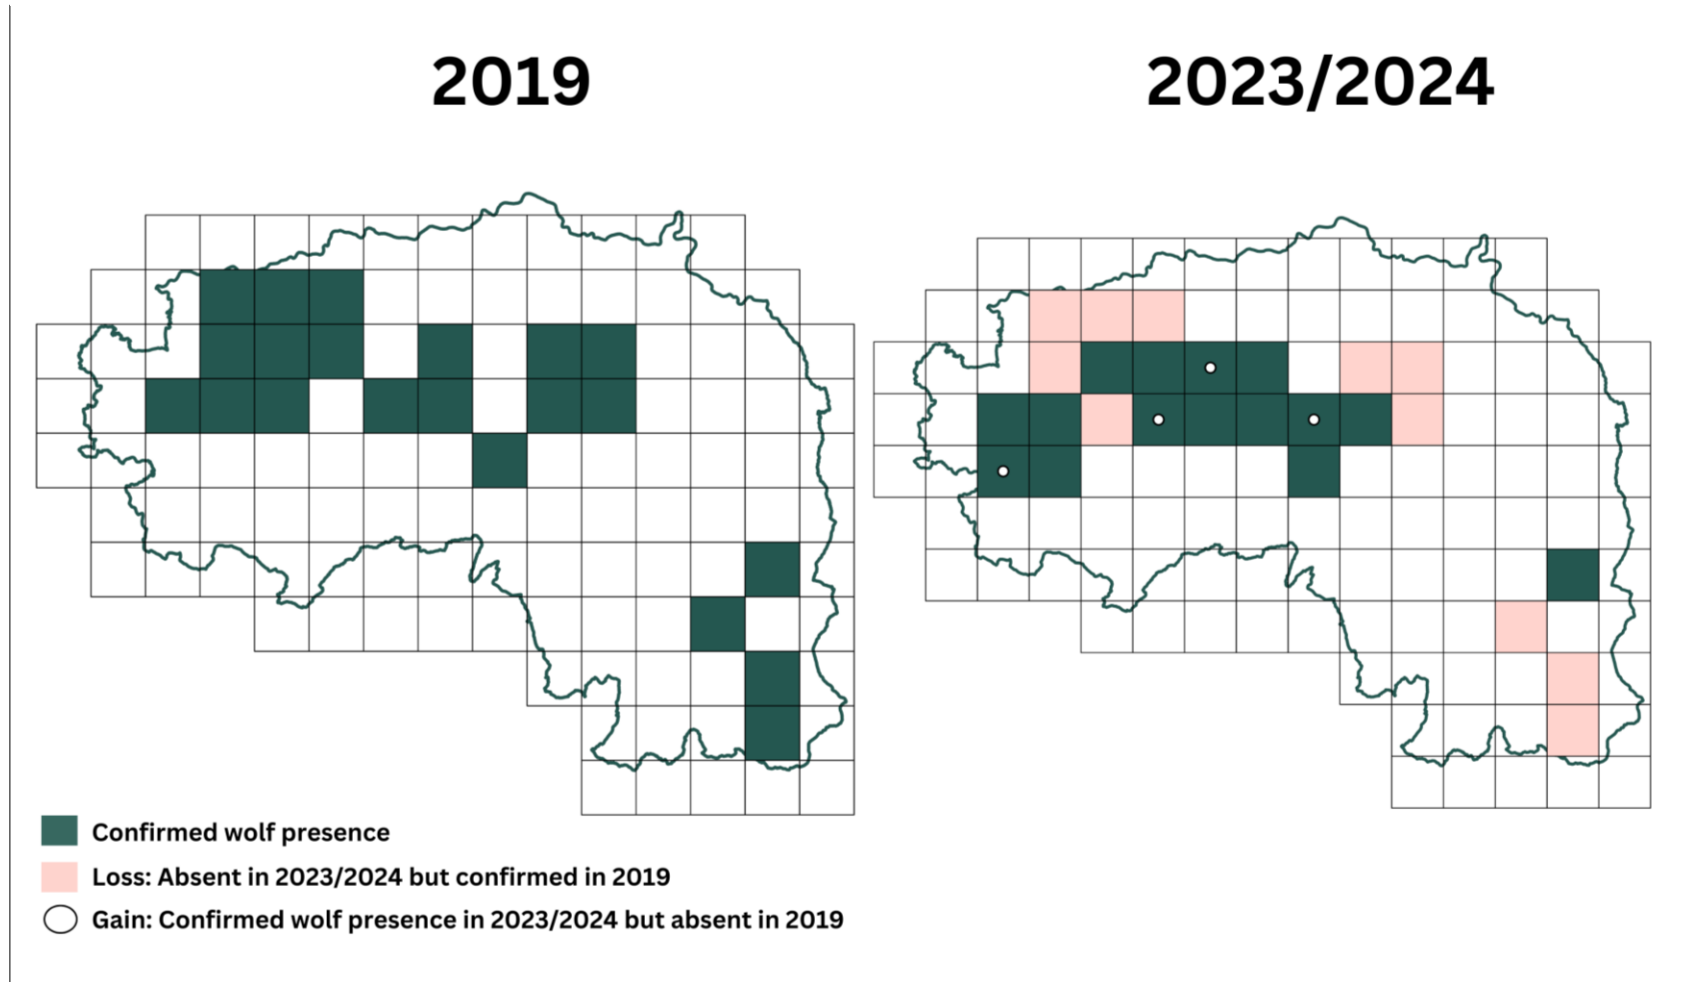 2019
2023/2024
Confirmed wolf presence
Loss: Absent in 2023/2024 but confirmed in 2019
Gain: Confirmed wolf presence in 2023/2024 but absent in 2019